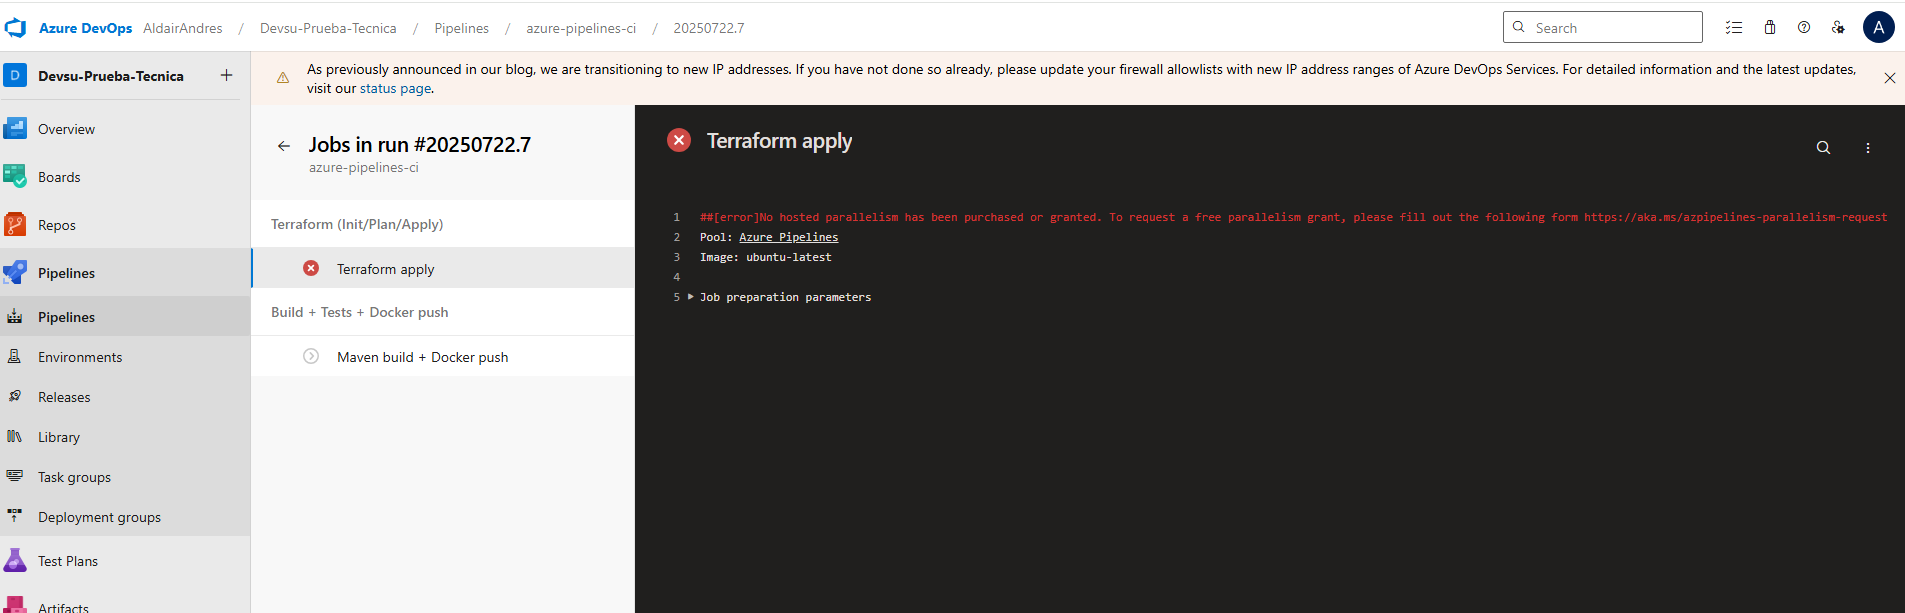 Azure DevOps AldairAndres / Devsu-Prueba-Tecnica / Pipelines / azure-pipelines-ci / 20250722.7
Search
A
D Devsu-Prueba-Tecnica +
Overview
Boards
Repos
Pipelines
Pipelines
Environments
Releases
Library
Task groups
Deployment groups
Test Plans
Artifacts
As previously announced in our blog, we are transitioning to new IP addresses. If you have not done so already, please update your firewall allowlists with new IP address ranges of Azure DevOps Services. For detailed information and the latest updates,
visit our status page.
Jobs in run #20250722.7
azure-pipelines-ci
Terraform (Init/Plan/Apply)
Terraform apply
Build + Tests + Docker push
Maven build + Docker push
Terraform apply
1 ##[error]No hosted parallelism has been purchased or granted. To request a free parallelism grant, please fill out the following form https://aka.ms/azpipelines-parallelism-request
2 Pool: Azure Pipelines
3 Image: ubuntu-latest
4
5 Job preparation parameters